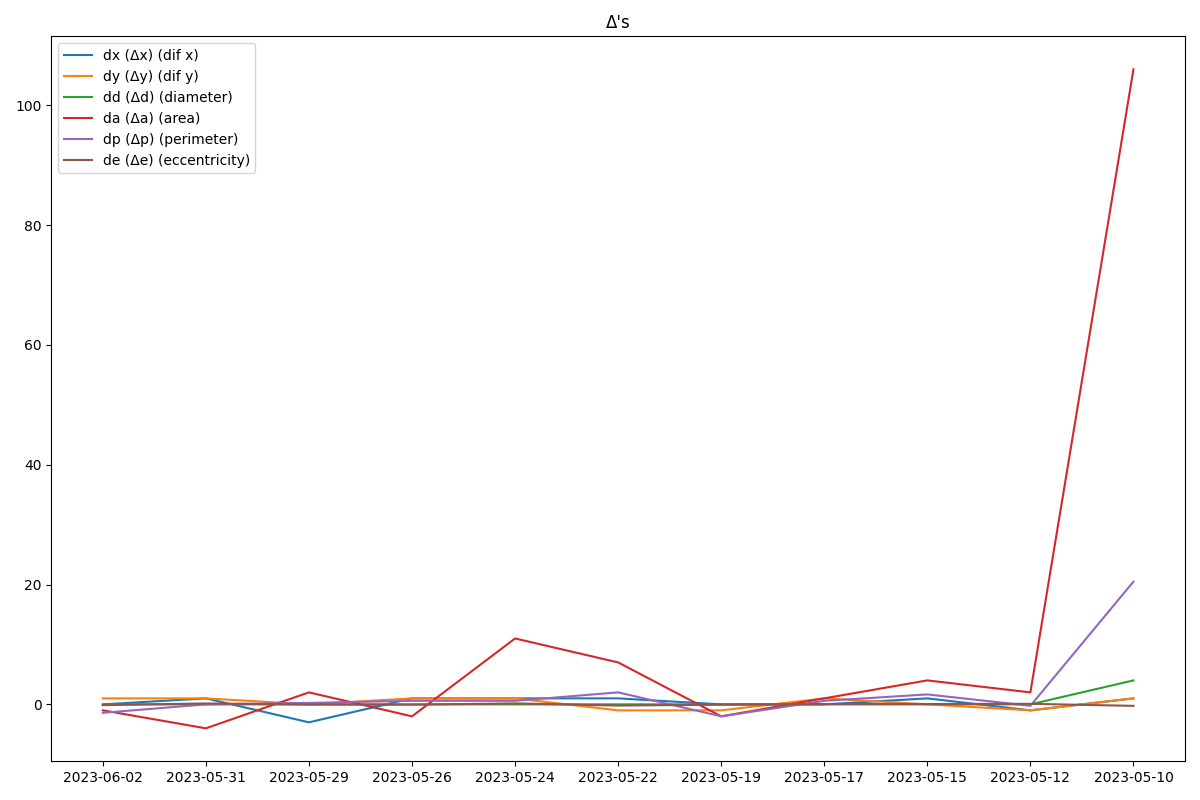 Δ's
dx (Δx) (dif x)
dy (Δy) (dif y)
dd (Δd) (diameter)
da (Δa) (area)
dp (Δp) (perimeter)
de (Δe) (eccentricity)
100
80
60
40
20
0
2023-06-02 2023-05-31 2023-05-29 2023-05-26 2023-05-24 2023-05-22 2023-05-19 2023-05-17 2023-05-15 2023-05-12 2023-05-10